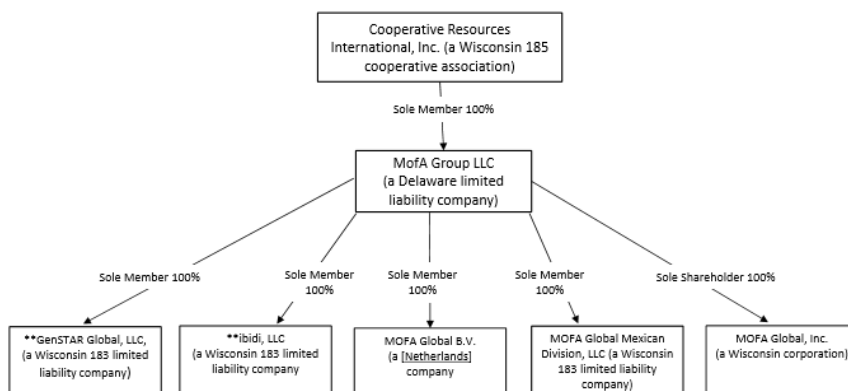 Cooperative Resources
International, Inc. (a Wisconsin 185
cooperative association)
Sole Member 100%
MofA Group LLC
(a Delaware limited
liability company)
Sole Member 100%
Sole Member
100%
Sole Member
100%
Sole Member
100%
Sole Shareholder 100%
**GenSTAR Global, LLC,
(a Wisconsin 183 limited
liability company)
**ibidi, LLC
(a Wisconsin 183 limited
liability company
MOFA Global B.V.
(a [Netherlands]
company
MOFA Global Mexican
Division, LLC (a Wisconsin
183 limited liability
company)
MOFA Global, Inc.
(a Wisconsin corporation)